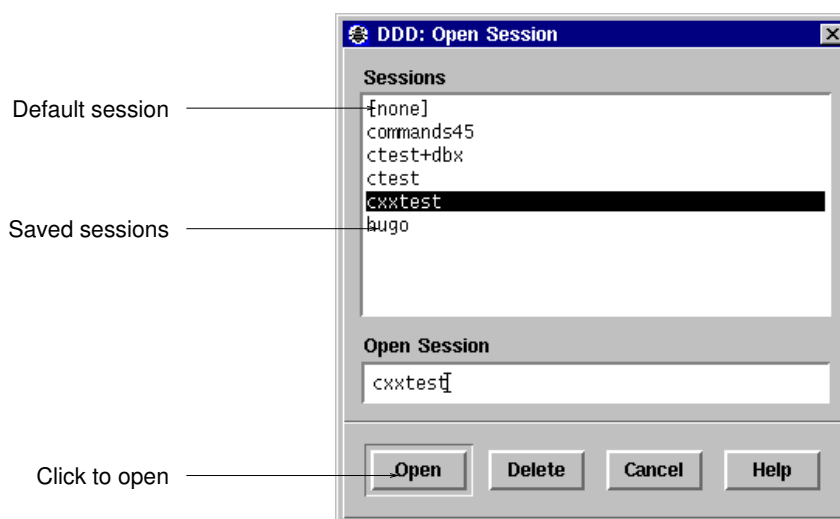 DDD: Open Session
Sessions
Default session
[none]
commands45
ctest+dbx
ctest
cxxtest
Saved sessions
hugo
Open Session
cxxtest
Click to open
Open
Delete
Cancel
Help